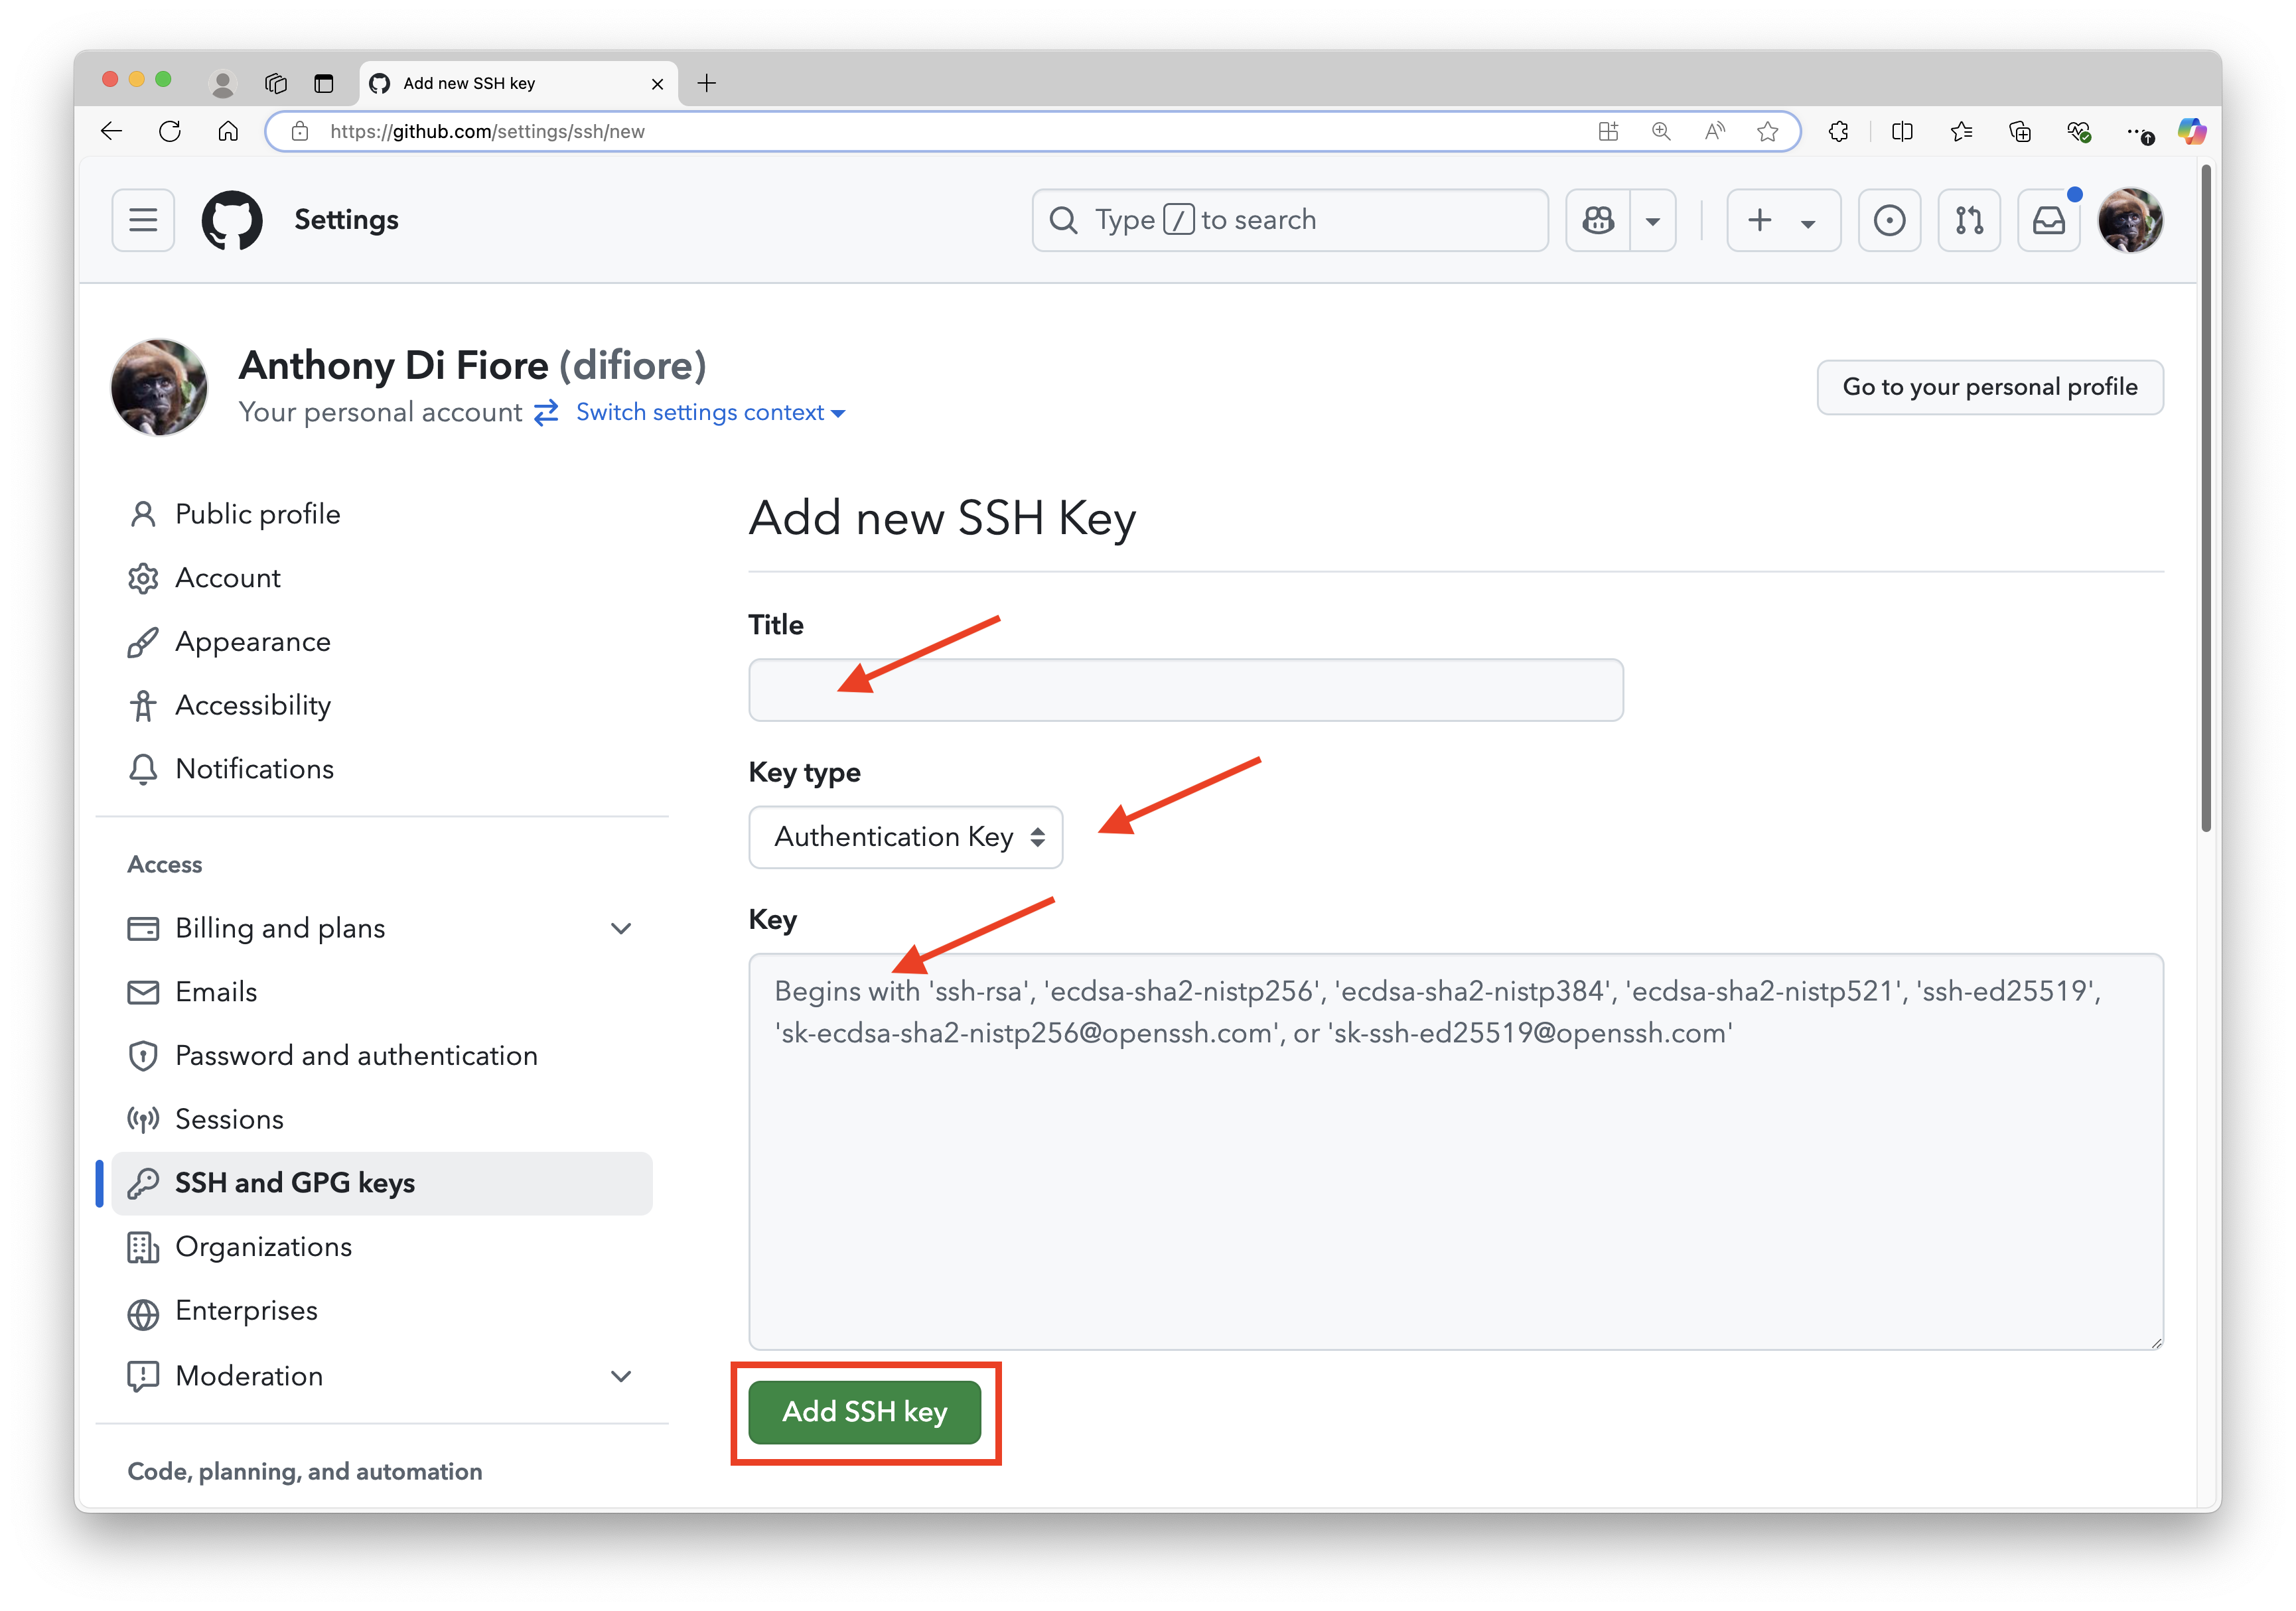 Add new SSH key
https://github.com/settings/ssh/new
Settings
Type / to search
Anthony Di Fiore (difiore)
Your personal account
Switch settings context
Go to your personal profile
Public profile
Account
Appearance
Accessibility
Notifications
Access
Billing and plans
Emails
Password and authentication
Sessions
SSH and GPG keys
Organizations
Enterprises
Moderation
Code, planning, and automation
Add new SSH Key
Title
Key type
Authentication Key
Key
Begins with 'ssh-rsa', 'ecdsa-sha2-nistp256', 'ecdsa-sha2-nistp384', 'ecdsa-sha2-nistp521', 'ssh-ed25519',
'sk-ecdsa-sha2-nistp256@openssh.com', or 'sk-ssh-ed25519@openssh.com'
Add SSH key